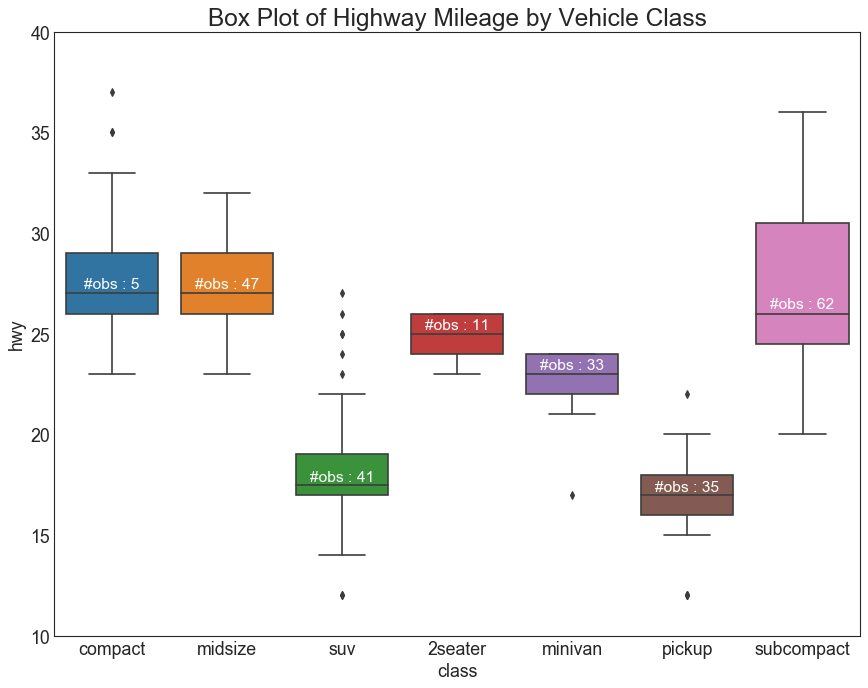 Box Plot of Highway Mileage by Vehicle Class
40
35
30
25
20
15
10
hwy
#obs : 5
#obs : 47
#obs : 41
#obs : 11
#obs : 33
#obs : 35
#obs : 62
compact midsize suv 2seater minivan pickup subcompact
class